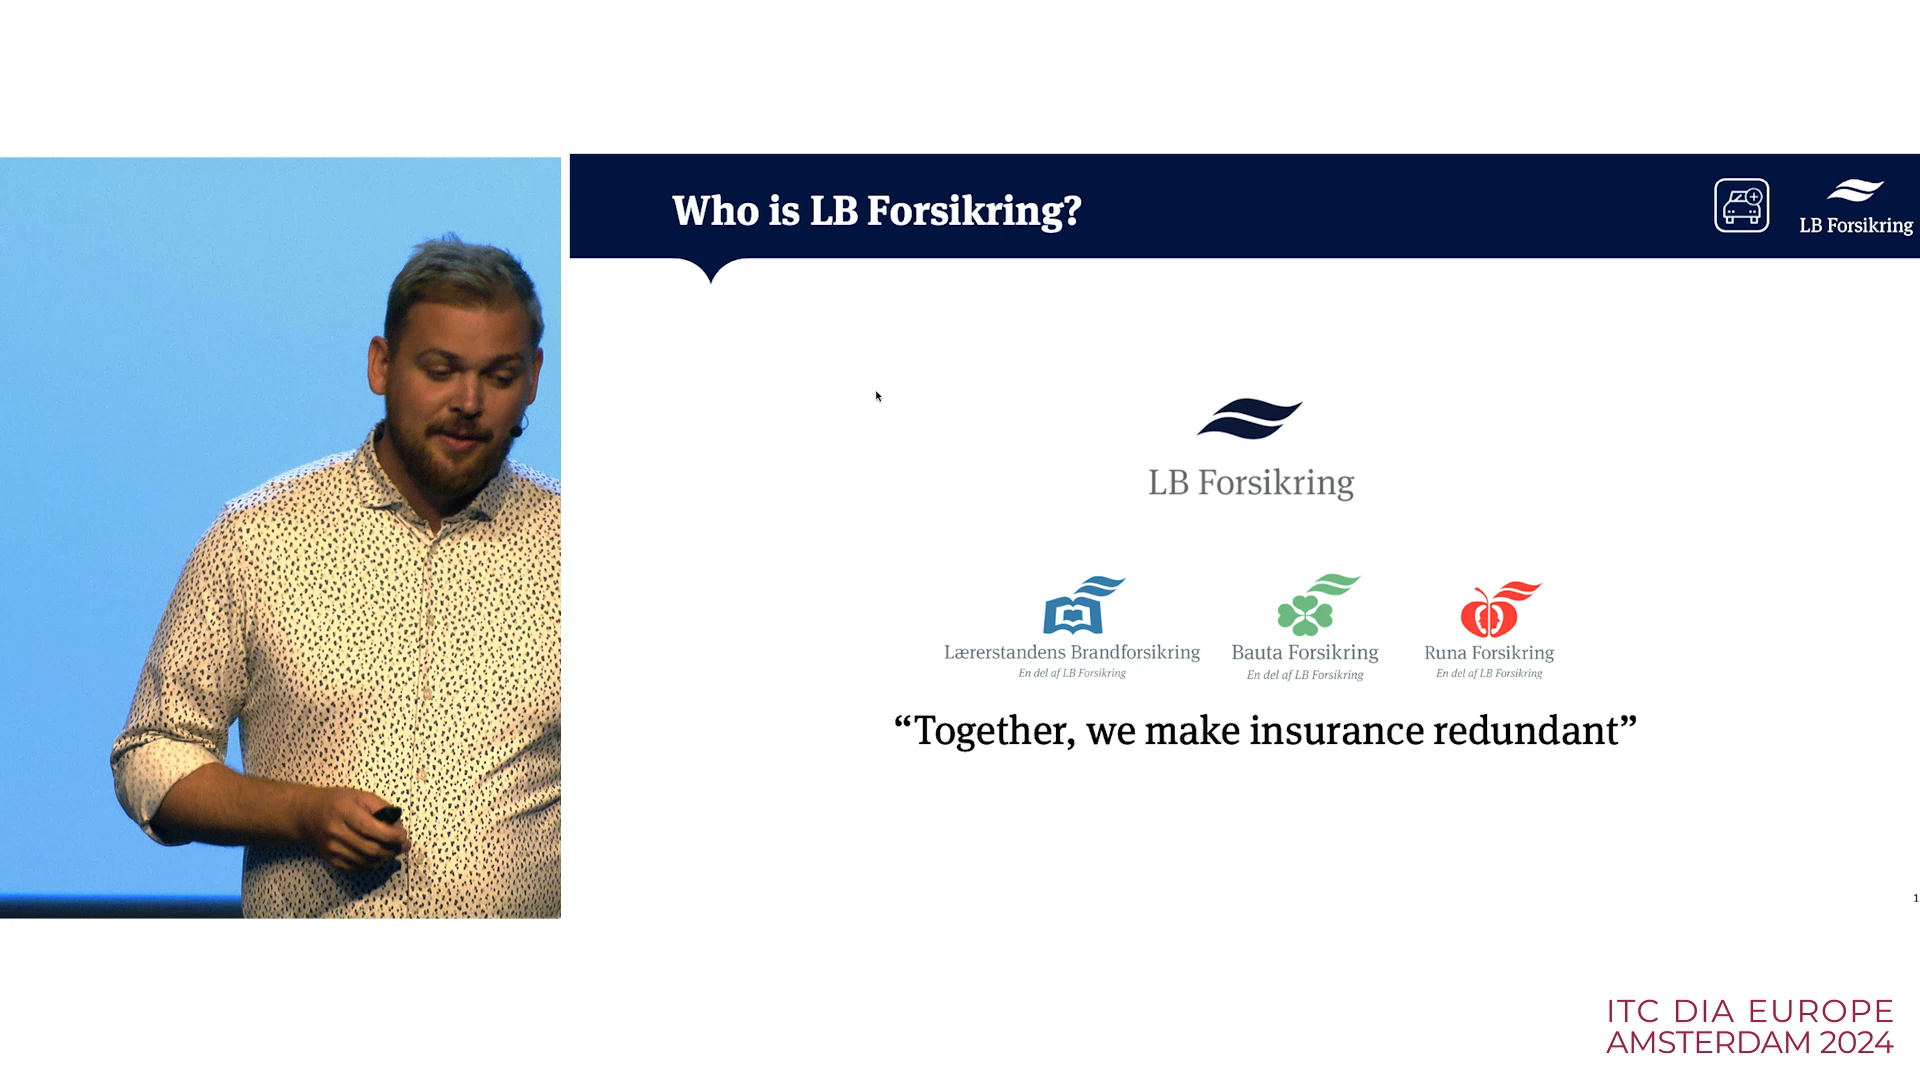 Who is LB Forsikring?
LB Forsikring
LB Forsikring
Lærerstandens Brandforsikring
En del af LB Forsikring
Bauta Forsikring
En del af LB Forsikring
Runa Forsikring
En del af LB Forsikring
“Together, we make insurance redundant”
1
ITC DIA EUROPE
AMSTERDAM 2024